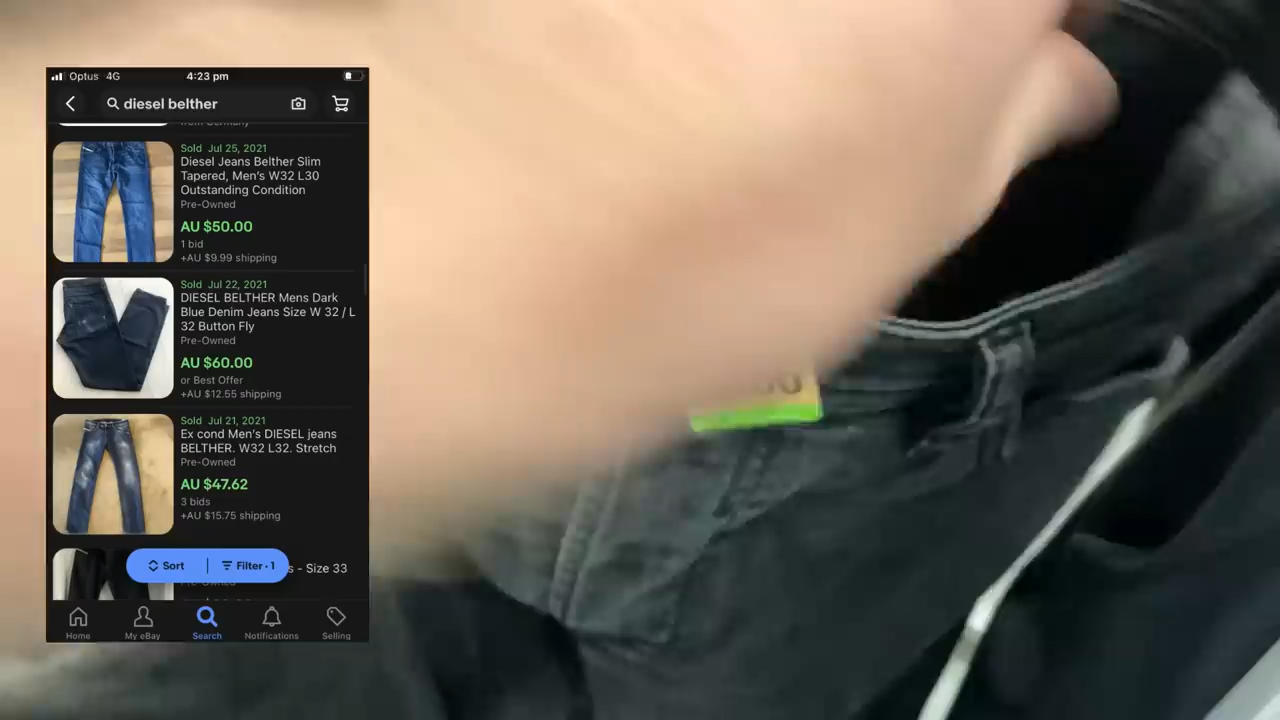 Optus 4G 4:23 pm
diesel belther
from Germany
Sold Jul 25, 2021
Diesel Jeans Belther Slim
Tapered, Men's W32 L30
Outstanding Condition
Pre-Owned
AU $50.00
1 bid
+AU $9.99 shipping
Sold Jul 22, 2021
DIESEL BELTHER Mens Dark
Blue Denim Jeans Size W 32 / L
32 Button Fly
Pre-Owned
AU $60.00
or Best Offer
+AU $12.55 shipping
Sold Jul 21, 2021
Ex cond Men's DIESEL jeans
BELTHER. W32 L32. Stretch
Pre-Owned
AU $47.62
3 bids
+AU $15.75 shipping
s - Size 33
Sort Filter · 1
Home My eBay Search Notifications Selling